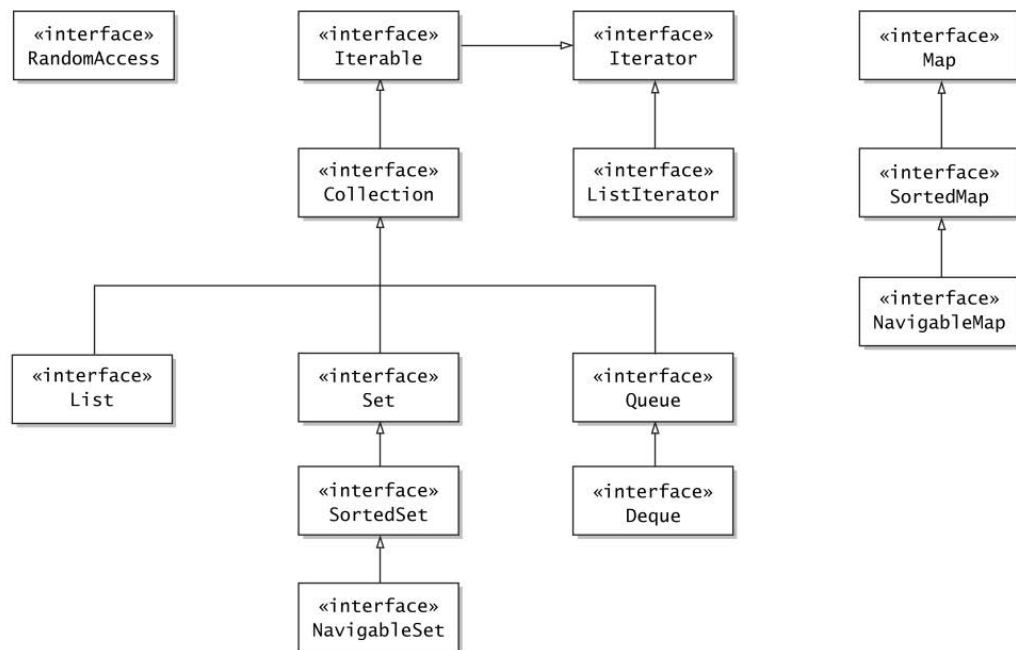 «interface»
RandomAccess
«interface»
Iterable
«interface»
Iterator
«interface»
Map
«interface»
Collection
«interface»
ListIterator
«interface»
SortedMap
«interface»
NavigableMap
«interface»
List
«interface»
Set
«interface»
Queue
«interface»
SortedSet
«interface»
Deque
«interface»
NavigableSet